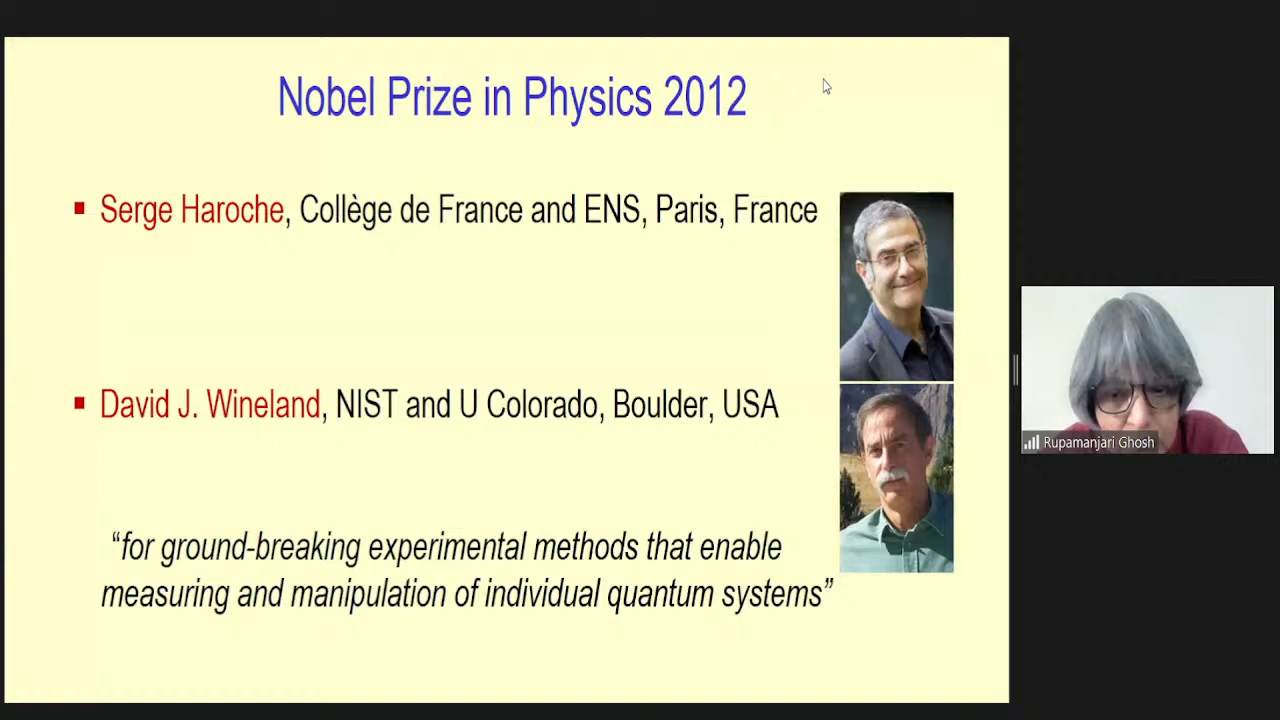 Nobel Prize in Physics 2012
▪ Serge Haroche, Collège de France and ENS, Paris, France
▪ David J. Wineland, NIST and U Colorado, Boulder, USA
“for ground-breaking experimental methods that enable
measuring and manipulation of individual quantum systems”
Rupamanjari Ghosh